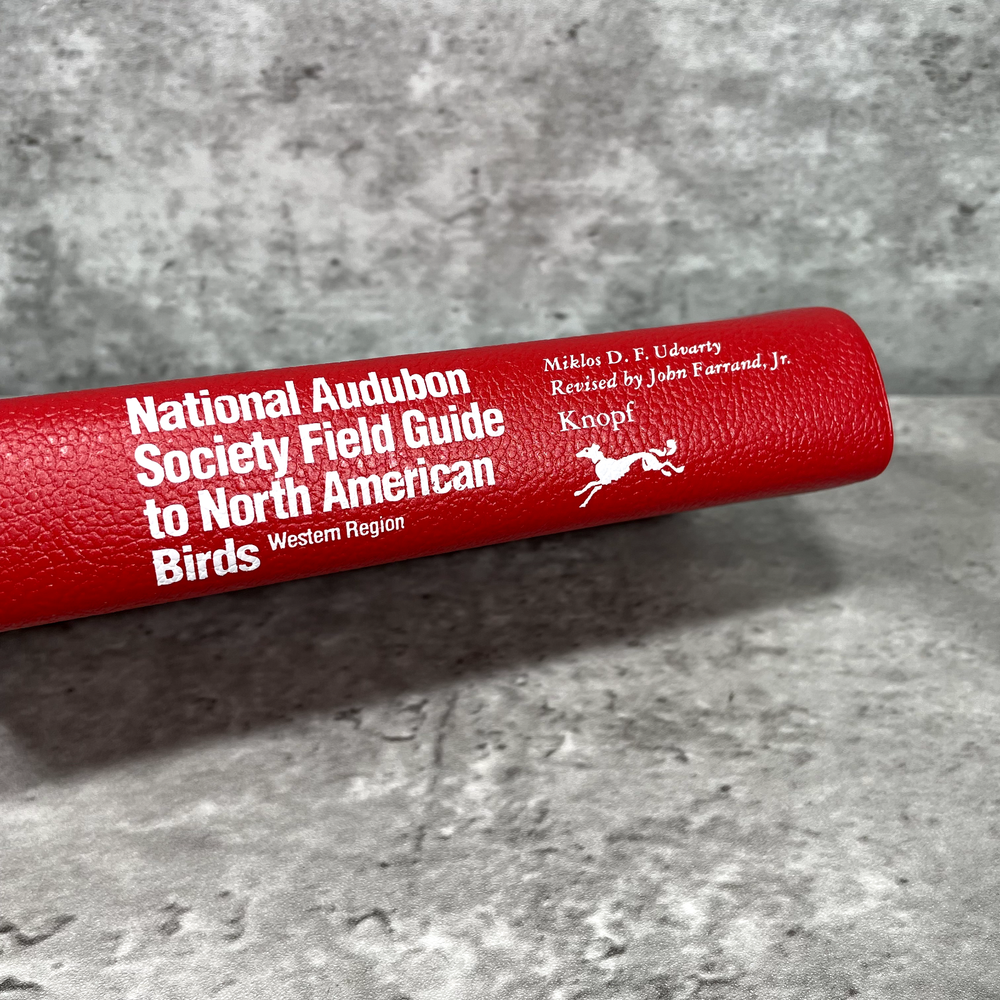 National Audubon
Society Field Guide
to North American
Birds Western Region
Miklos D. F. Udvarty
Revised by John Farrand, Jr.
Knopf